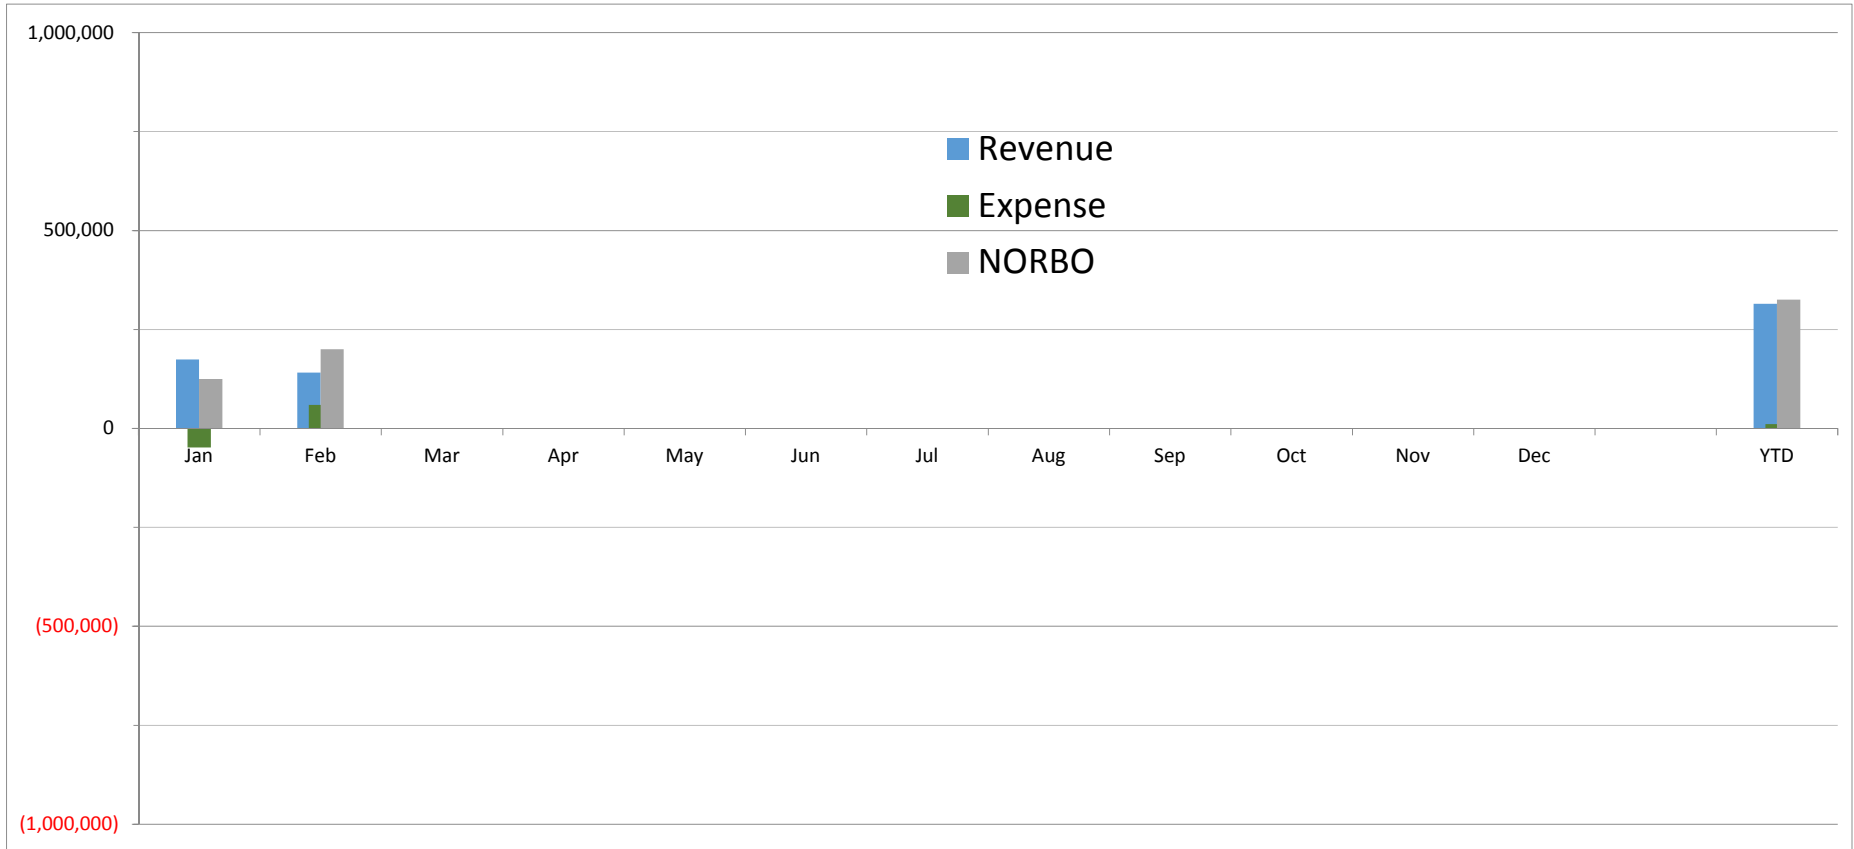 1,000,000
Revenue
Expense
500,000
NORBO
0
Jan Feb Mar Apr May Jun Jul Aug Sep Oct Nov Dec YTD
(500,000)
(1,000,000)